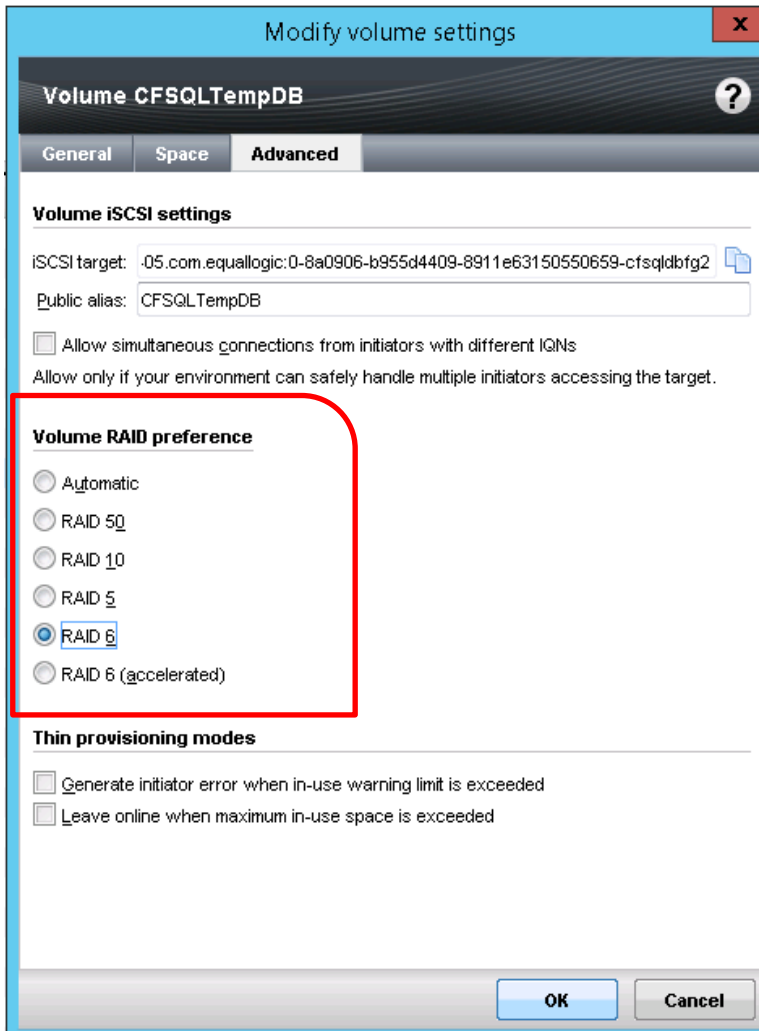 Modify volume settings
x
Volume CFSQLTempDB
?
General Space Advanced
Volume iSCSI settings
iSCSI target: -05.com.equallogic:0-8a0906-b955d4409-8911e63150550659-cfsqldbfg2
Public alias: CFSQLTempDB
Allow simultaneous connections from initiators with different IQNs
Allow only if your environment can safely handle multiple initiators accessing the target.
Volume RAID preference
Automatic
RAID 50
RAID 10
RAID 5
RAID 6
RAID 6 (accelerated)
Thin provisioning modes
Generate initiator error when in-use warning limit is exceeded
Leave online when maximum in-use space is exceeded
OK Cancel